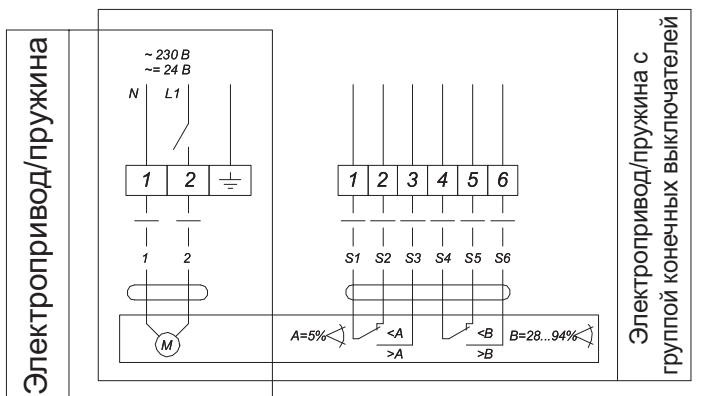 Электропривод/пружина
~ 230 В
~= 24 В
N L1
1 2
1 2
M
1 2 3 4 5 6
S1 S2 S3 S4 S5 S6
A=5% <A <B B=28...94%
>A >B
Электропривод/пружина с
группой конечных выключателей